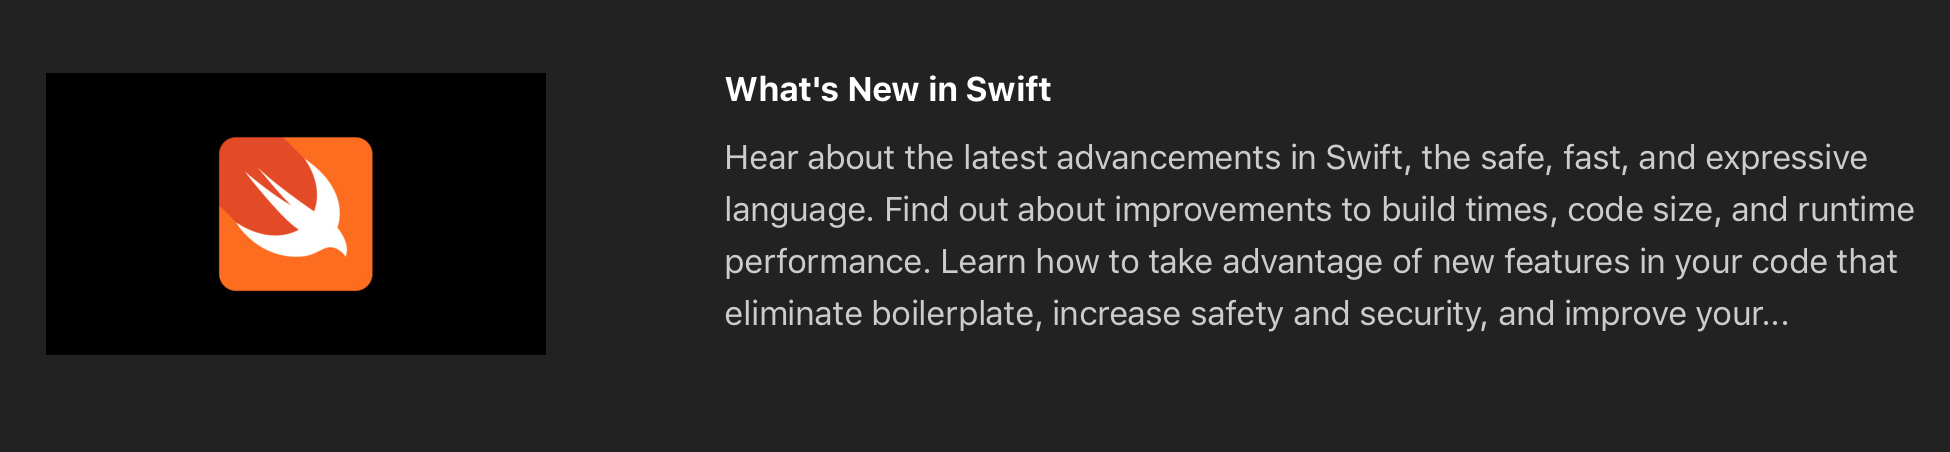 What's New in Swift
Hear about the latest advancements in Swift, the safe, fast, and expressive
language. Find out about improvements to build times, code size, and runtime
performance. Learn how to take advantage of new features in your code that
eliminate boilerplate, increase safety and security, and improve your...